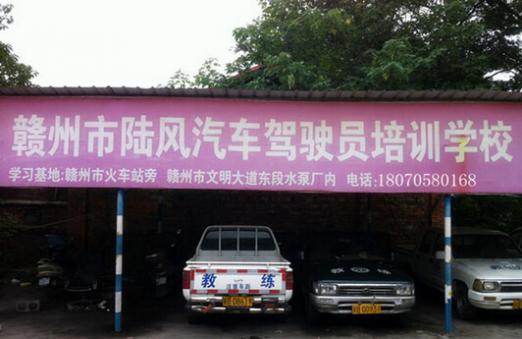 赣州市陆风汽车驾驶员培训学校
学习基地:赣州市火车站旁 赣州市文明大道东段水泵厂内 电话:18070580168
教 练